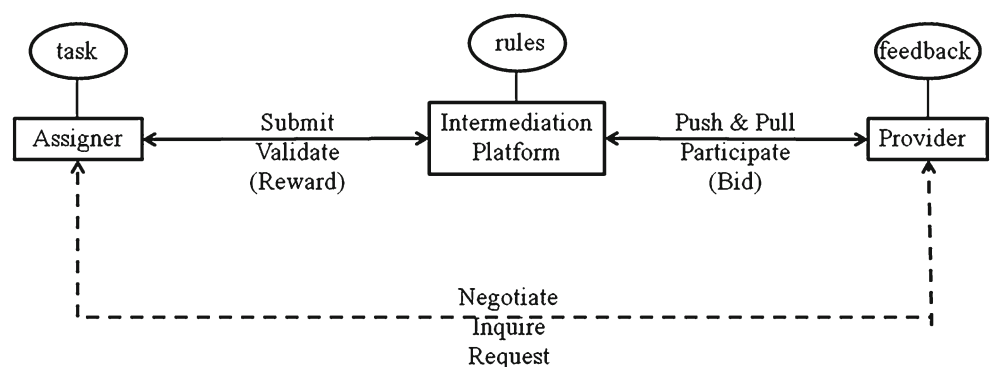 task
rules
feedback
Assigner
Submit
Validate
(Reward)
Intermediation
Platform
Push & Pull
Participate
(Bid)
Provider
Negotiate
Inquire
Request